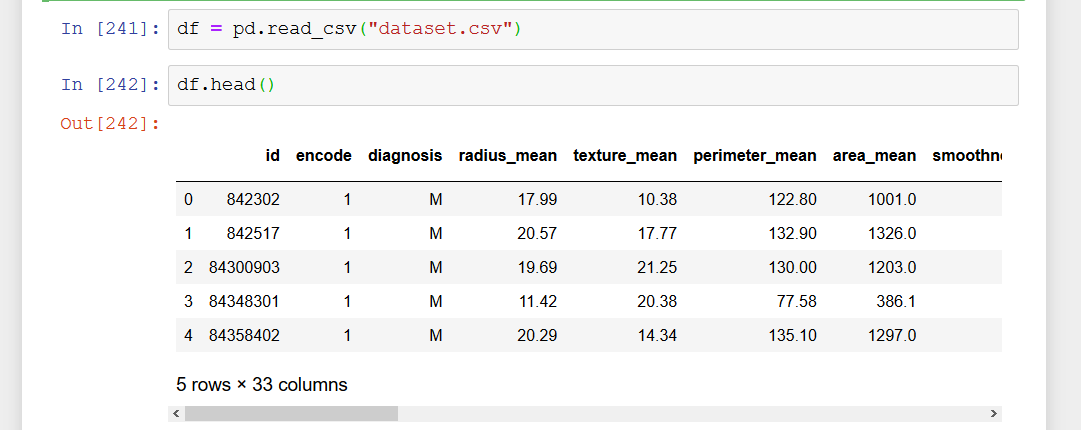 In [241]: df = pd.read_csv("dataset.csv")
In [242]: df.head()
Out[242]:
id encode diagnosis radius_mean texture_mean perimeter_mean area_mean smoothn
0 842302 1 M 17.99 10.38 122.80 1001.0
1 842517 1 M 20.57 17.77 132.90 1326.0
2 84300903 1 M 19.69 21.25 130.00 1203.0
3 84348301 1 M 11.42 20.38 77.58 386.1
4 84358402 1 M 20.29 14.34 135.10 1297.0
5 rows × 33 columns